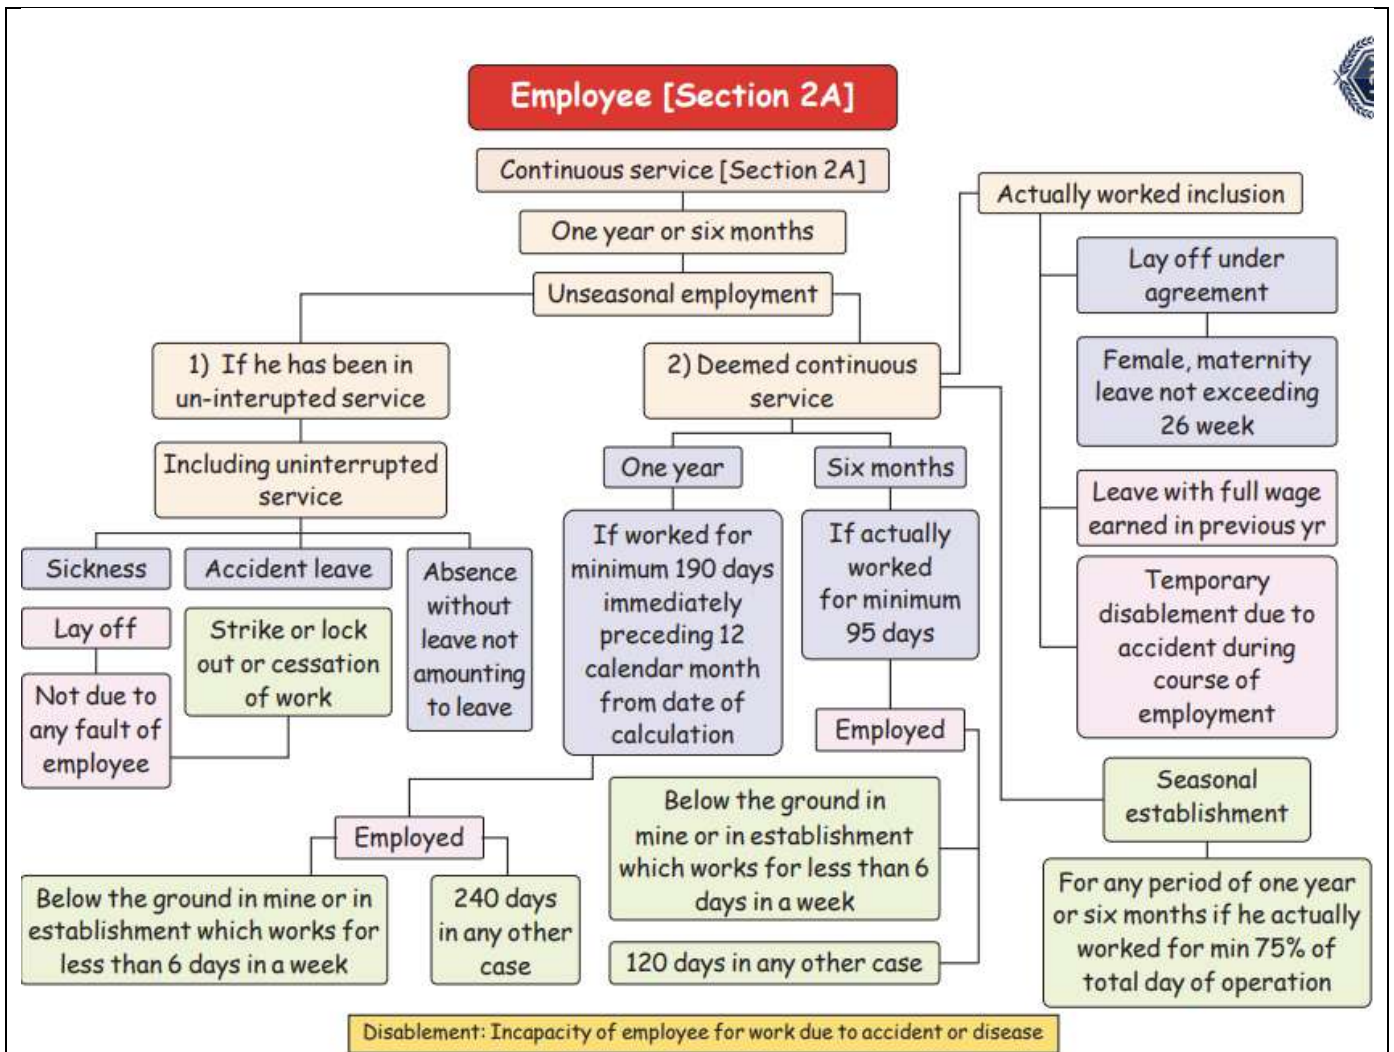 Employee [Section 2A]
Continuous service [Section 2A]
One year or six months
Unseasonal employment
1) If he has been in
un-interupted service
Including uninterrupted
service
Sickness
Accident leave
Absence
without
leave not
amounting
to leave
Lay off
Not due to
any fault of
employee
Strike or lock
out or cessation
of work
2) Deemed continuous
service
One year
If worked for
minimum 190 days
immediately
preceding 12
calendar month
from date of
calculation
Employed
Below the ground in mine or in
establishment which works for
less than 6 days in a week
240 days
in any other
case
Six months
If actually
worked
for minimum
95 days
Employed
Below the ground in
mine or in establishment
which works for less than 6
days in a week
120 days in any other case
Actually worked inclusion
Lay off under
agreement
Female, maternity
leave not exceeding
26 week
Leave with full wage
earned in previous yr
Temporary
disablement due to
accident during
course of
employment
Seasonal
establishment
For any period of one year
or six months if he actually
worked for min 75% of
total day of operation
Disablement: Incapacity of employee for work due to accident or disease